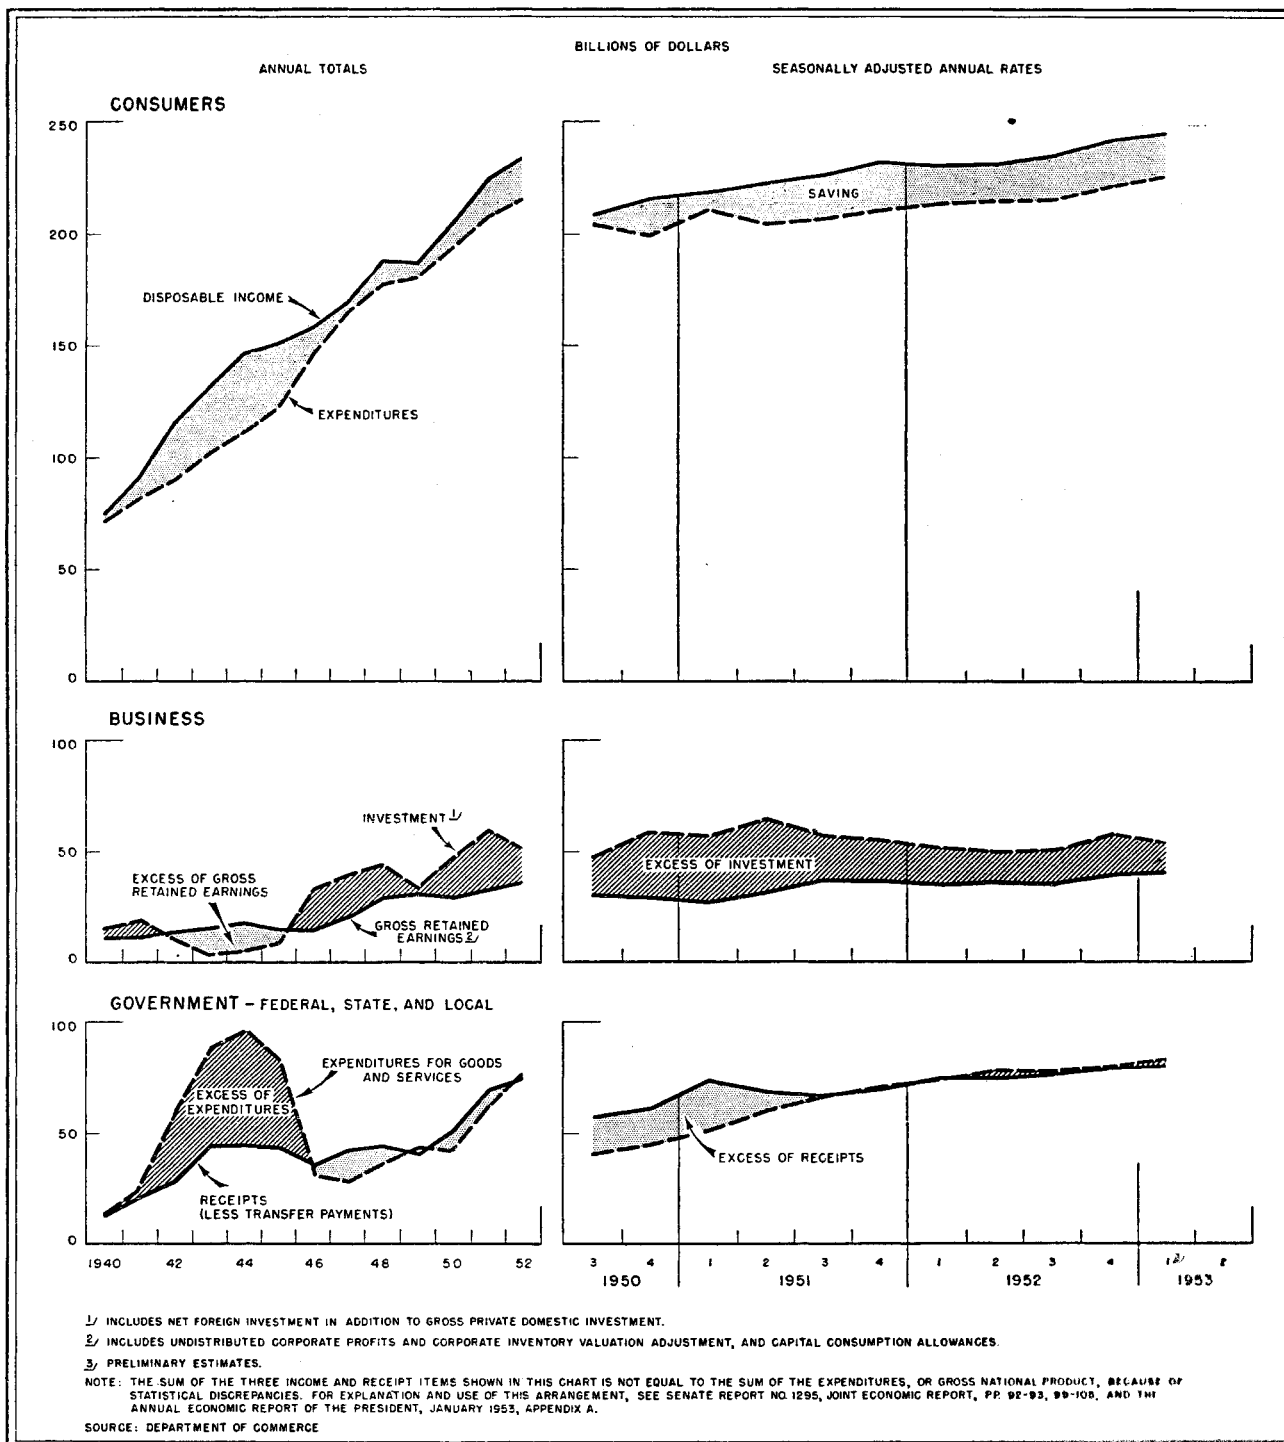 BILLIONS OF DOLLARS
ANNUAL TOTALS
SEASONALLY ADJUSTED ANNUAL RATES
CONSUMERS
250
200
150
100
50
0
DISPOSABLE INCOME
EXPENDITURES
SAVING
BUSINESS
100
50
0
INVESTMENT 1/
EXCESS OF GROSS
RETAINED EARNINGS
GROSS RETAINED
EARNINGS 2/
EXCESS OF INVESTMENT
GOVERNMENT – FEDERAL, STATE, AND LOCAL
100
50
0
EXPENDITURES FOR GOODS
AND SERVICES
EXCESS OF
EXPENDITURES
RECEIPTS
(LESS TRANSFER PAYMENTS)
EXCESS OF RECEIPTS
1940 42 44 46 48 50 52
3 4 1 2 3 4 1 2 3 4 1 3/ 2
1950 1951 1952 1953
1/ INCLUDES NET FOREIGN INVESTMENT IN ADDITION TO GROSS PRIVATE DOMESTIC INVESTMENT.
2/ INCLUDES UNDISTRIBUTED CORPORATE PROFITS AND CORPORATE INVENTORY VALUATION ADJUSTMENT, AND CAPITAL CONSUMPTION ALLOWANCES.
3/ PRELIMINARY ESTIMATES.
NOTE: THE SUM OF THE THREE INCOME AND RECEIPT ITEMS SHOWN IN THIS CHART IS NOT EQUAL TO THE SUM OF THE EXPENDITURES, OR GROSS NATIONAL PRODUCT, BECAUSE OF
STATISTICAL DISCREPANCIES. FOR EXPLANATION AND USE OF THIS ARRANGEMENT, SEE SENATE REPORT NO. 1295, JOINT ECONOMIC REPORT, PP. 92-93, 99-108, AND THE
ANNUAL ECONOMIC REPORT OF THE PRESIDENT, JANUARY 1953, APPENDIX A.
SOURCE: DEPARTMENT OF COMMERCE